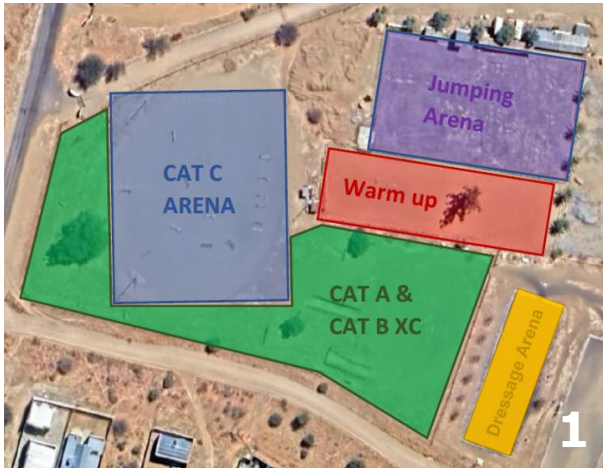 Jumping
Arena
CAT C
ARENA
Warm up
CAT A &
CAT B XC
Dressage Arena
1